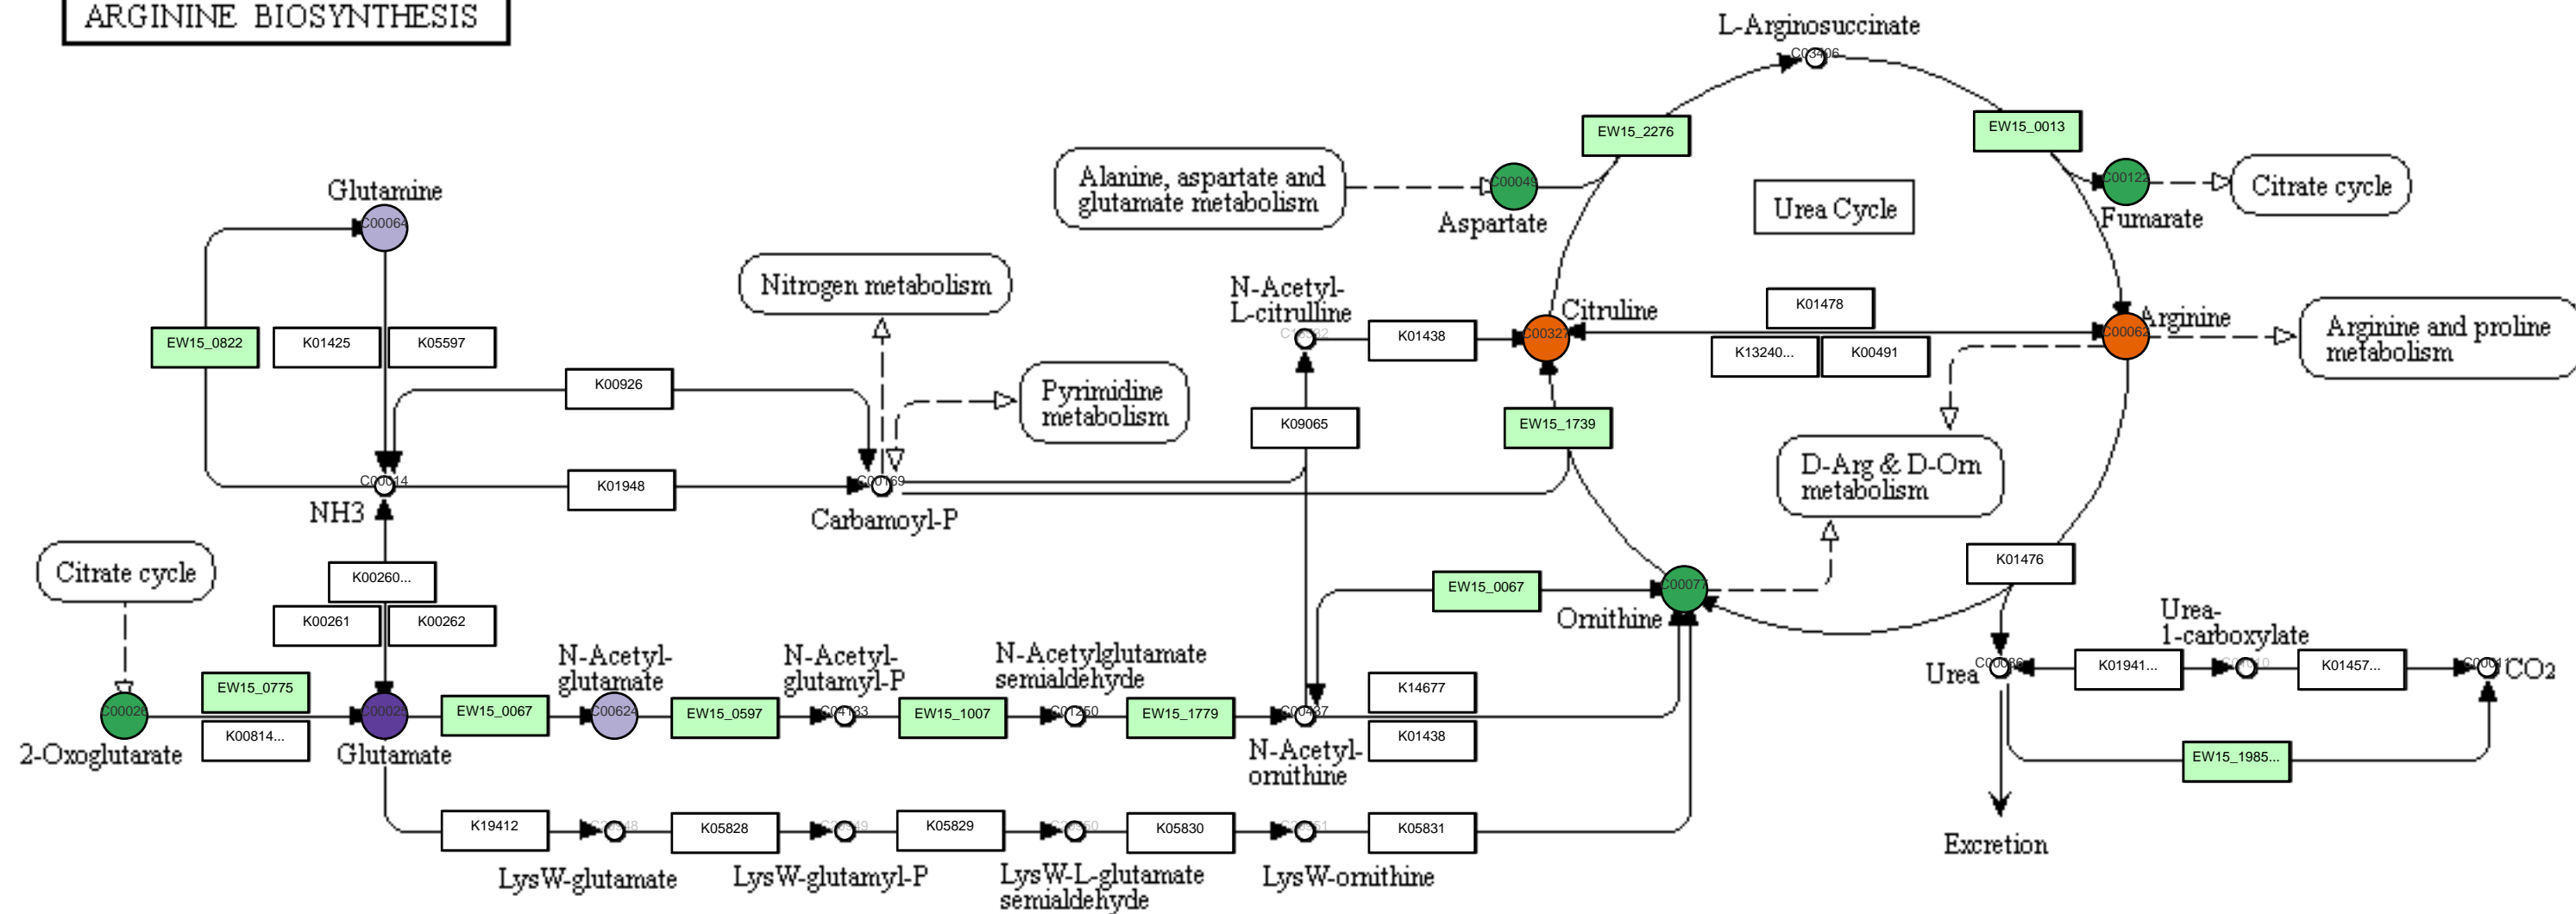 ARGININE BIOSYNTHESIS
L-Arginosuccinate
C03406
EW15_2276
EW15_0013
Alanine, aspartate and
glutamate metabolism
C00049
Aspartate
Urea Cycle
C00122
Fumarate
Citrate cycle
Glutamine
C00064
Nitrogen metabolism
N-Acetyl-
L-citrulline
K01438
C00327
Citruline
K01478
K13240...
K00491
C00062
Arginine
Arginine and proline
metabolism
EW15_0822
K01425
K05597
K00926
Pyrimidine
metabolism
K09065
EW15_1739
D-Arg & D-Orn
metabolism
C00014
NH3
K01948
C00169
Carbamoyl-P
Citrate cycle
K00260...
K00261
K00262
EW15_0067
C00077
Ornithine
K01476
Urea-
1-carboxylate
Urea
C00086
K01941...
K01457...
C00011
CO2
C00026
2-Oxoglutarate
EW15_0775
K00814...
C00025
Glutamate
EW15_0067
N-Acetyl-
glutamate
C00624
EW15_0597
N-Acetyl-
glutamyl-P
C04133
EW15_1007
N-Acetylglutamate
semialdehyde
C01250
EW15_1779
C00437
N-Acetyl-
ornithine
K14677
K01438
EW15_1985...
Excretion
K19412
LysW-glutamate
K05828
LysW-glutamyl-P
K05829
LysW-L-glutamate
semialdehyde
K05830
LysW-ornithine
K05831